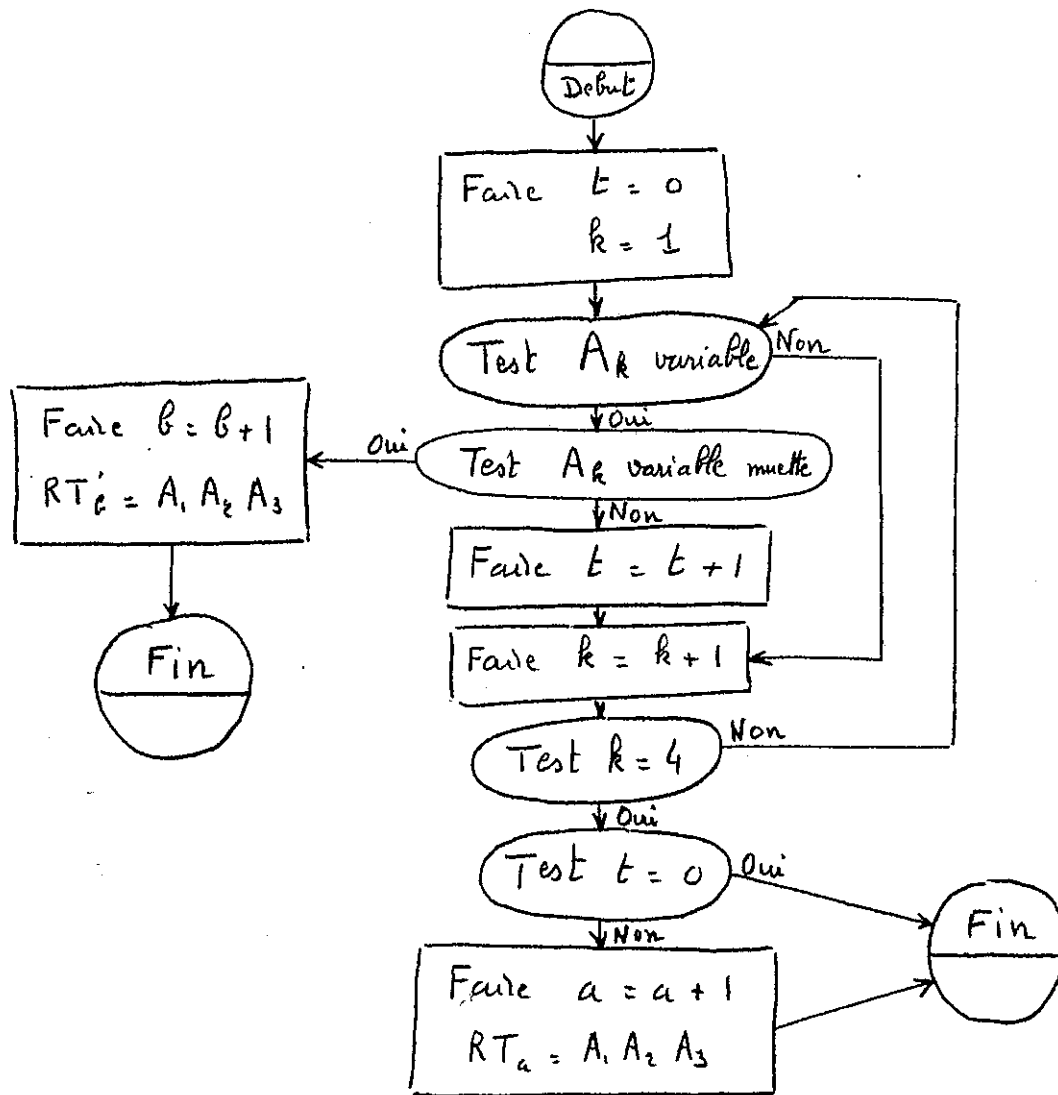 Debut
Faire t = 0
k = 1
Test A_k variable
Non
Oui
Test A_k variable muette
Oui
Faire b = b + 1
RT'_b = A_1 A_2 A_3
Fin
Non
Faire t = t + 1
Faire k = k + 1
Test k = 4
Non
Oui
Test t = 0
Oui
Fin
Non
Faire a = a + 1
RT_a = A_1 A_2 A_3